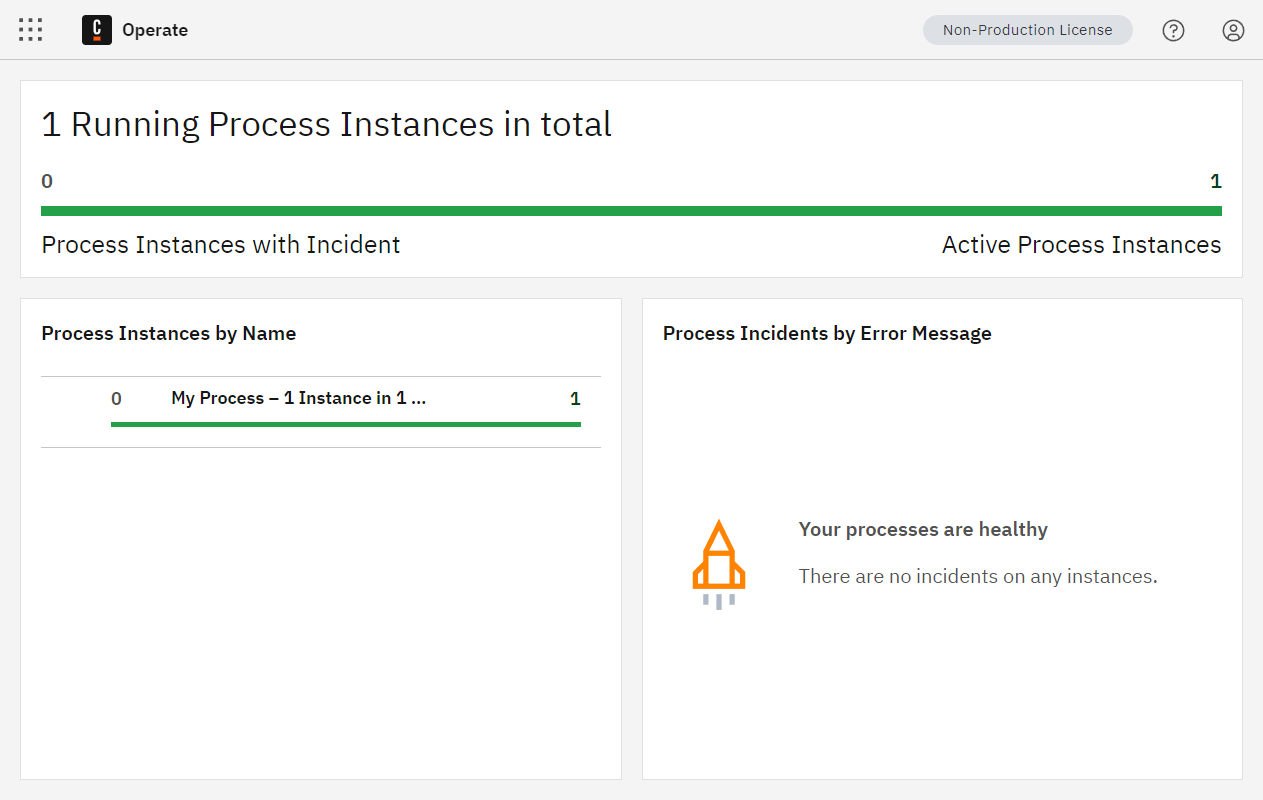 C Operate
Non-Production License
1 Running Process Instances in total
0
1
Process Instances with Incident
Active Process Instances
Process Instances by Name
0
My Process – 1 Instance in 1 ...
1
Process Incidents by Error Message
Your processes are healthy
There are no incidents on any instances.